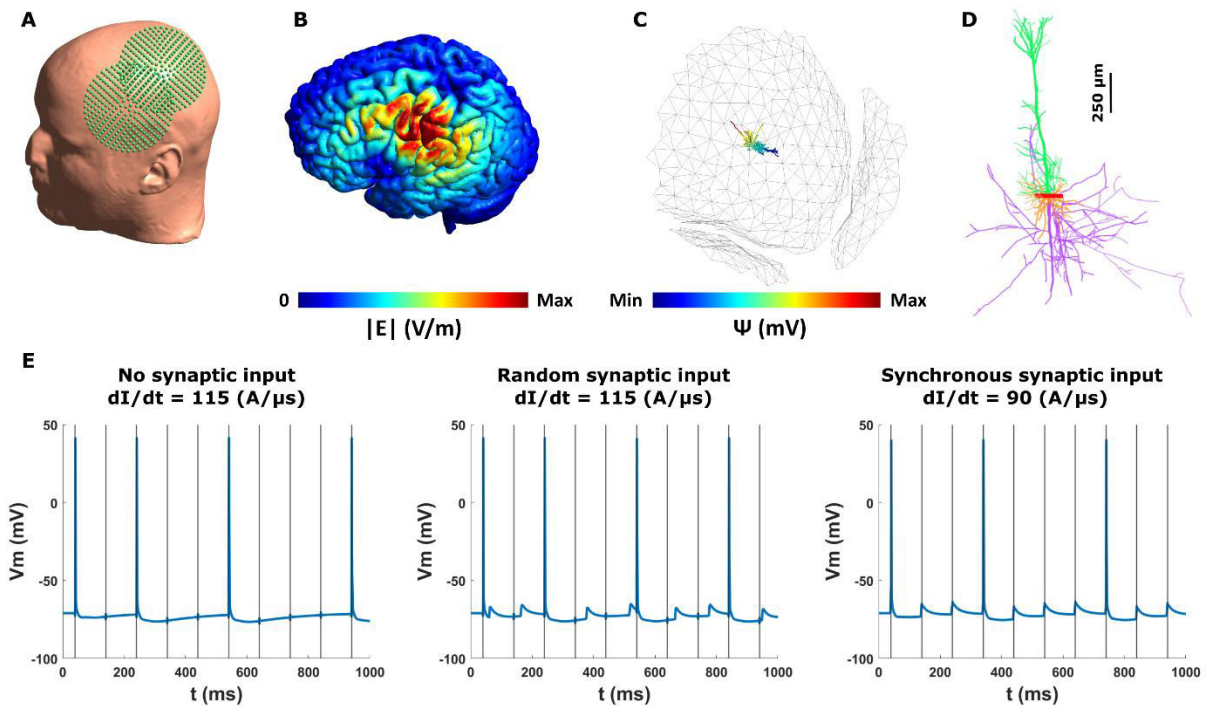 A
B
C
D
250 µm
0
Max
|E| (V/m)
Min
Max
Ψ (mV)
E
No synaptic input
dI/dt = 115 (A/µs)
50
0
-50
-100
Vm (mV)
0
200
400
600
800
1000
t (ms)
Random synaptic input
dI/dt = 115 (A/µs)
50
0
-50
-100
Vm (mV)
0
200
400
600
800
1000
t (ms)
Synchronous synaptic input
dI/dt = 90 (A/µs)
50
0
-50
-100
Vm (mV)
0
200
400
600
800
1000
t (ms)